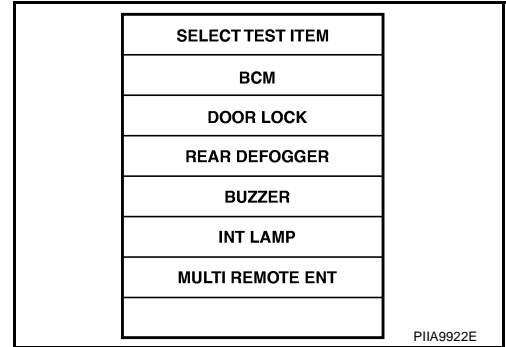 SELECT TEST ITEM
BCM
DOOR LOCK
REAR DEFOGGER
BUZZER
INT LAMP
MULTI REMOTE ENT
PIIA9922E